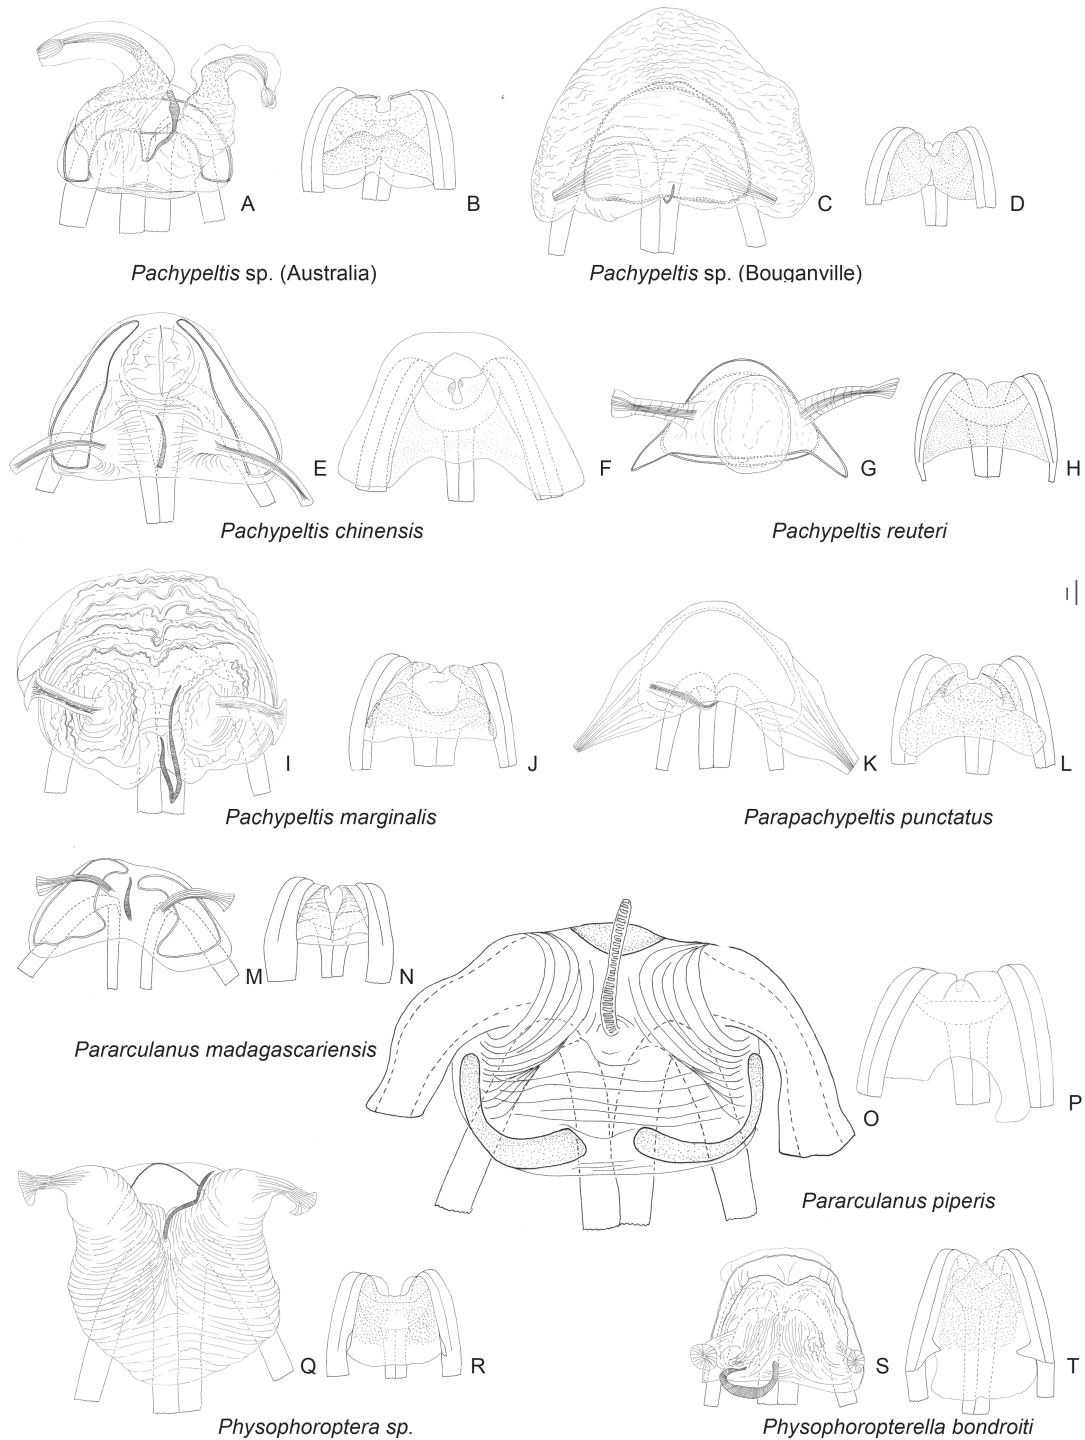 A
B
C
D
Pachypeltis sp. (Australia)
Pachypeltis sp. (Bouganville)
E
F
G
H
Pachypeltis chinensis
Pachypeltis reuteri
I
I
J
K
L
Pachypeltis marginalis
Parapachypeltis punctatus
M
N
Pararculanus madagascariensis
O
P
Pararculanus piperis
Q
R
S
T
Physophoroptera sp.
Physophoropterella bondroiti